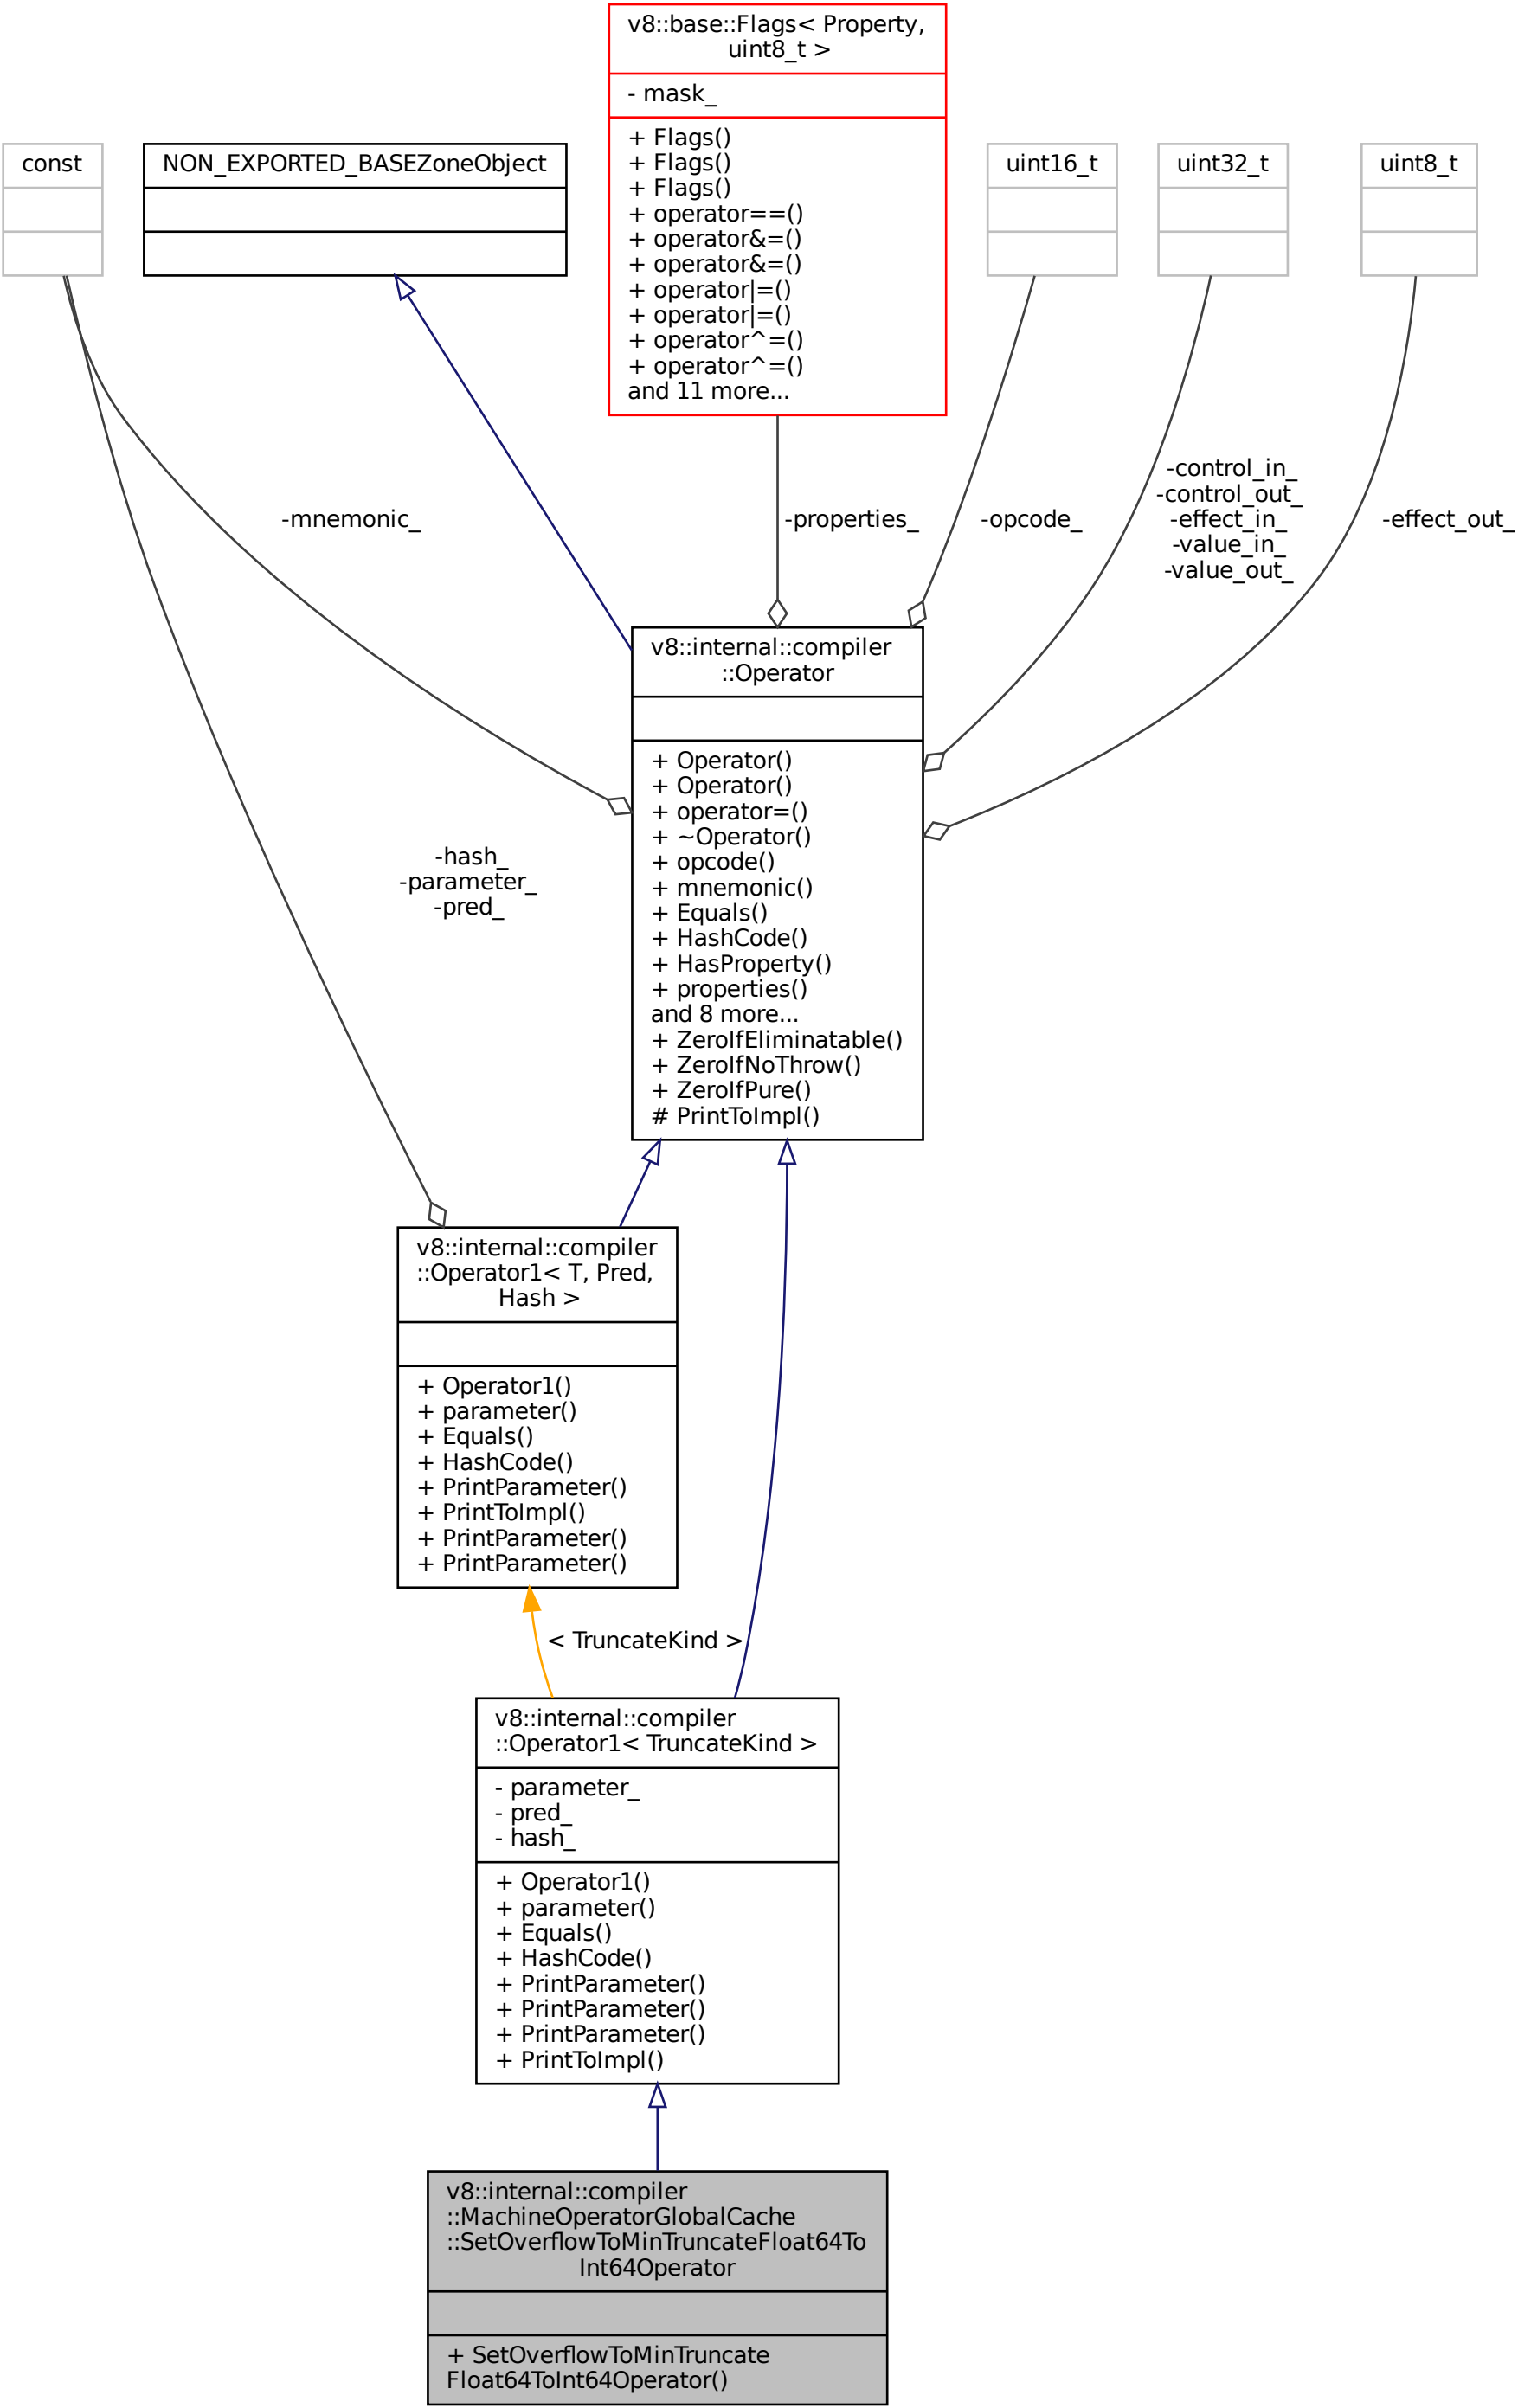 v8::base::Flags< Property,
uint8_t >
- mask_
+ Flags()
+ Flags()
+ Flags()
+ operator==()
+ operator&=()
+ operator&=()
+ operator|=()
+ operator|=()
+ operator^=()
+ operator^=()
and 11 more...
const
NON_EXPORTED_BASEZoneObject
uint16_t
uint32_t
uint8_t
-mnemonic_
-properties_
-opcode_
-control_in_
-control_out_
-effect_in_
-value_in_
-value_out_
-effect_out_
v8::internal::compiler
::Operator
+ Operator()
+ Operator()
+ operator=()
+ ~Operator()
+ opcode()
+ mnemonic()
+ Equals()
+ HashCode()
+ HasProperty()
+ properties()
and 8 more...
+ ZeroIfEliminatable()
+ ZeroIfNoThrow()
+ ZeroIfPure()
# PrintToImpl()
-hash_
-parameter_
-pred_
v8::internal::compiler
::Operator1< T, Pred,
Hash >
+ Operator1()
+ parameter()
+ Equals()
+ HashCode()
+ PrintParameter()
+ PrintToImpl()
+ PrintParameter()
+ PrintParameter()
< TruncateKind >
v8::internal::compiler
::Operator1< TruncateKind >
- parameter_
- pred_
- hash_
+ Operator1()
+ parameter()
+ Equals()
+ HashCode()
+ PrintParameter()
+ PrintParameter()
+ PrintParameter()
+ PrintToImpl()
v8::internal::compiler
::MachineOperatorGlobalCache
::SetOverflowToMinTruncateFloat64To
Int64Operator
+ SetOverflowToMinTruncate
Float64ToInt64Operator()